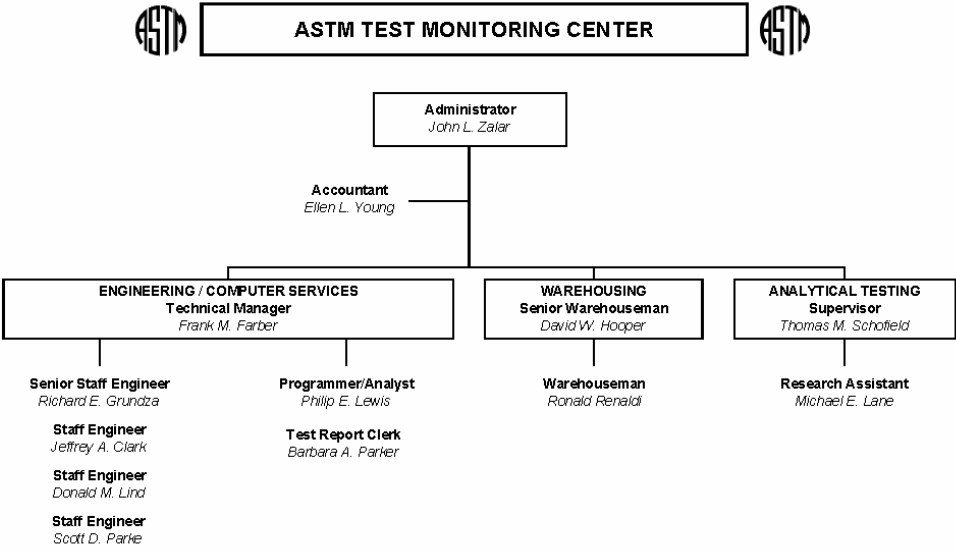 ASTM
ASTM TEST MONITORING CENTER
ASTM
Administrator
John L. Zalar
Accountant
Ellen L. Young
ENGINEERING / COMPUTER SERVICES
Technical Manager
Frank M. Farber
WAREHOUSING
Senior Warehouseman
David W. Hooper
ANALYTICAL TESTING
Supervisor
Thomas M. Schofield
Senior Staff Engineer
Richard E. Grundza
Staff Engineer
Jeffrey A. Clark
Staff Engineer
Donald M. Lind
Staff Engineer
Scott D. Parke
Programmer/Analyst
Philip E. Lewis
Test Report Clerk
Barbara A. Parker
Warehouseman
Ronald Renaldi
Research Assistant
Michael E. Lane